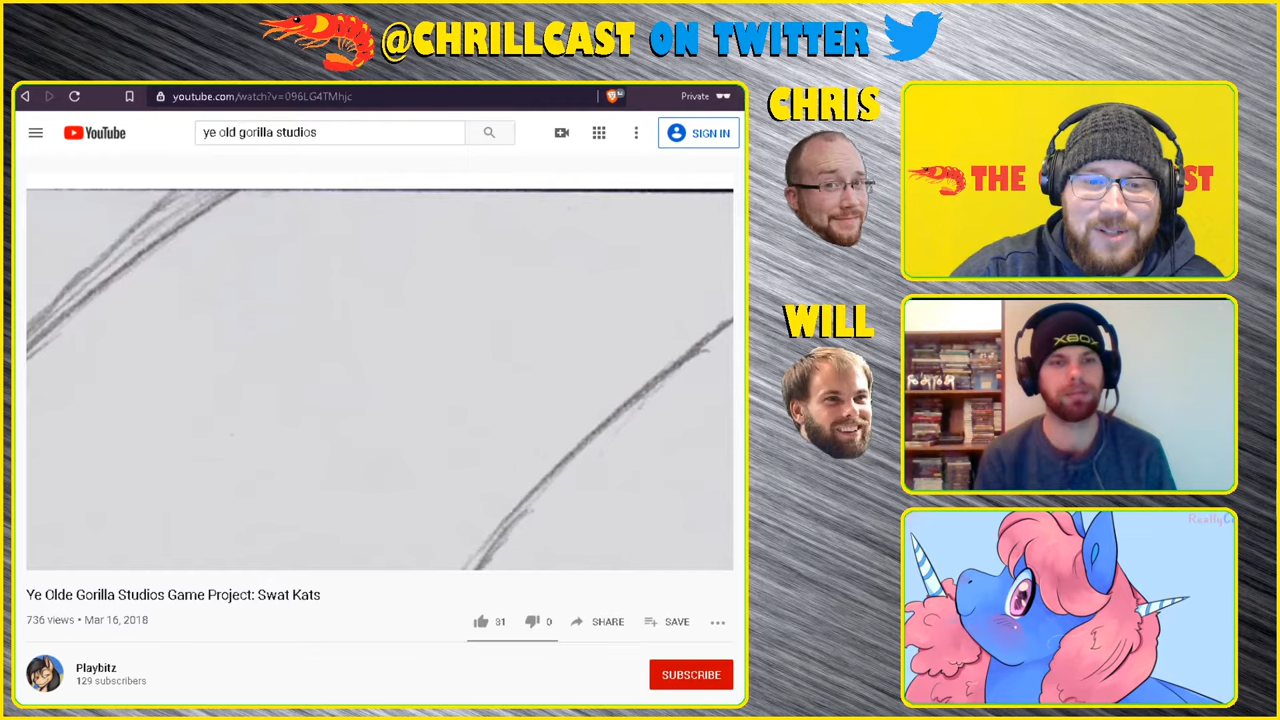 @CHRILLCAST ON TWITTER
youtube.com/watch?v=096LG4TMhjc
Private
YouTube
ye old gorilla studios
SIGN IN
Ye Olde Gorilla Studios Game Project: Swat Kats
736 views • Mar 16, 2018
31
0
SHARE
SAVE
Playbitz
129 subscribers
SUBSCRIBE
CHRIS
THE C ST
WILL
XBOX